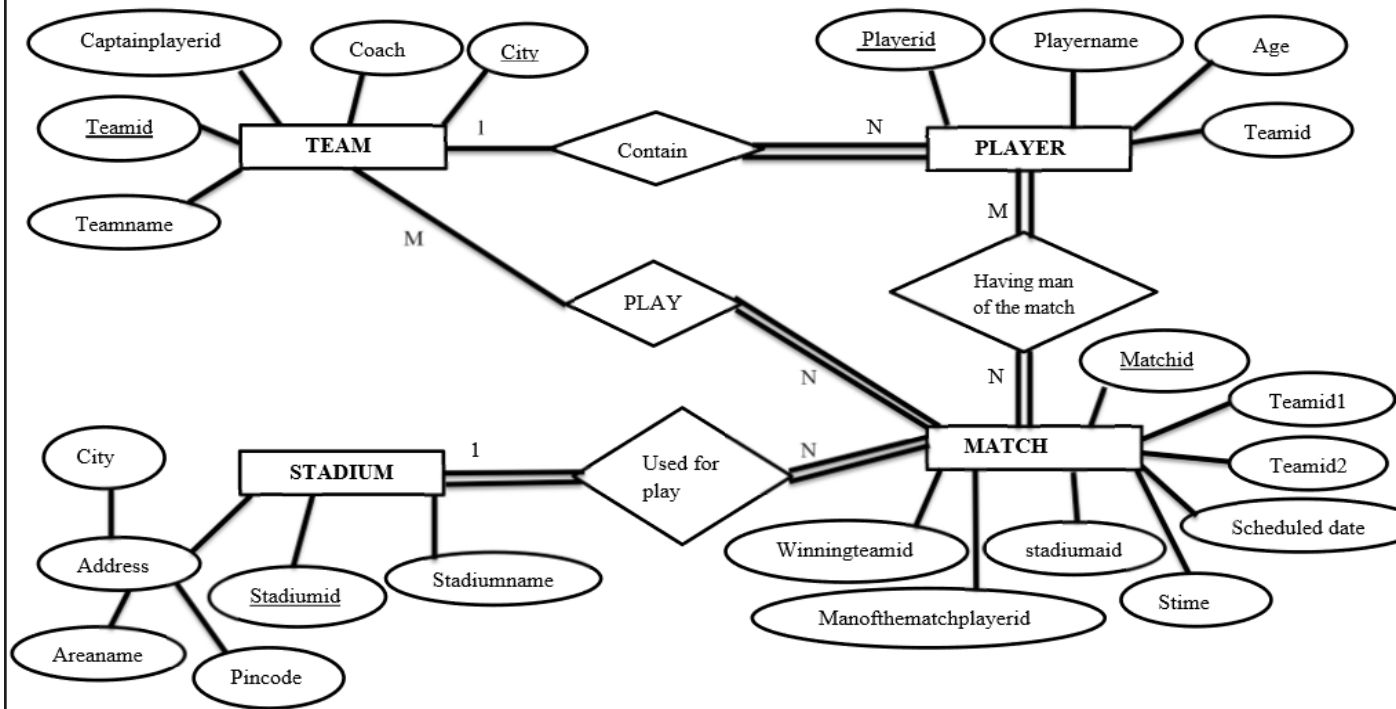 Captainplayerid
Coach
City
Playerid
Playername
Age
Teamid
TEAM
1
Contain
N
PLAYER
Teamid
Teamname
M
M
PLAY
Having man
of the match
N
N
Matchid
Teamid1
City
STADIUM
1
Used for
play
N
MATCH
Teamid2
Address
Winningteamid
stadiumaid
Scheduled date
Stadiumid
Stadiumname
Stime
Manofthematchplayerid
Areaname
Pincode